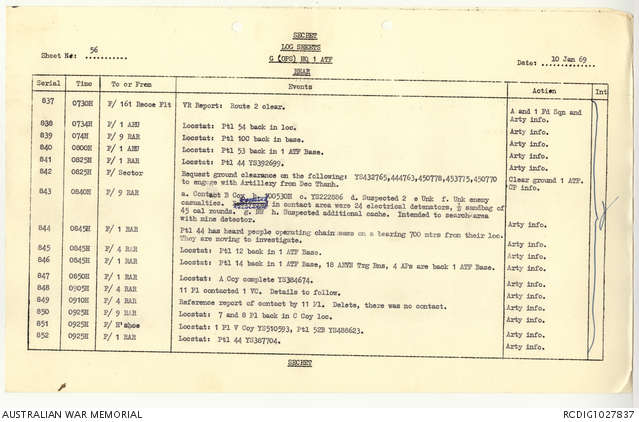 SECRET
LOG SHEETS
Sheet No: 56
G (OPS) HQ 1 ATF
Date: 10 Jan 69
NEAR
Serial Time To or From Events Action Int
837 0730H F/ 161 Recce Flt VR Report: Route 2 clear. A and 1 Fd Sqn and
Arty info.
838 0734H F/ 1 AHU Locstat: Ptl 54 back in loc. Arty info.
839 074H F/ 9 RAR Locstat: Ptl 100 back in base. Arty info.
840 0800H F/ 1 AHU Locstat: Ptl 53 back in 1 ATF Base. Arty info.
841 0825H F/ 1 RAR Locstat: Ptl 44 YS392699. Arty info.
842 0825H F/ Sector Request ground clearance on the following: YS432765,444763,450778,453777,450770 Clear ground 1 ATF.
to engage with Artillery from Dec Thanh. CP info.
843 0840H F/ 9 RAR a. Contact B Coy b. 100530H c. YS222886 d. Suspected 2 e Unk f. Unk enemy
casualties. in contact area were 24 electrical detonators, ½ sandbag of
45 cal rounds. g. h. Suspected additional cache. Intended to search area
with mine detector. Arty info.
844 0845H F/ 1 RAR Ptl 44 has heard people operating chain saws on a bearing 700 mtrs from their loc.
They are moving to investigate. Arty info.
845 0845H F/ 4 RAR Locstat: Ptl 12 back in 1 ATF Base. Arty info.
846 0845H F/ 1 RAR Locstat: Ptl 14 back in 1 ATF Base, 18 ARVN Trg Bus, 4 APs are back 1 ATF Base. Arty info.
847 0850H F/ 1 RAR Locstat: A Coy complete YS384674. Arty info.
848 0905H F/ 4 RAR 11 Pl contacted 1 VC. Details to follow. Arty info.
849 0910H F/ 4 RAR Reference report of contact by 11 Pl. Delete, there was no contact. Arty info.
850 0925H F/ 9 RAR Locstat: 7 and 8 Pl back in C Coy loc. Arty info.
851 0925H F/ H'shoe Locstat: 1 Pl V Coy YS510593, Ptl 52B YS488623. Arty info.
852 0925H F/ 1 RAR Locstat: Ptl 44 YS387704. Arty info.
SECRET
AUSTRALIAN WAR MEMORIAL
RCDIG1027837